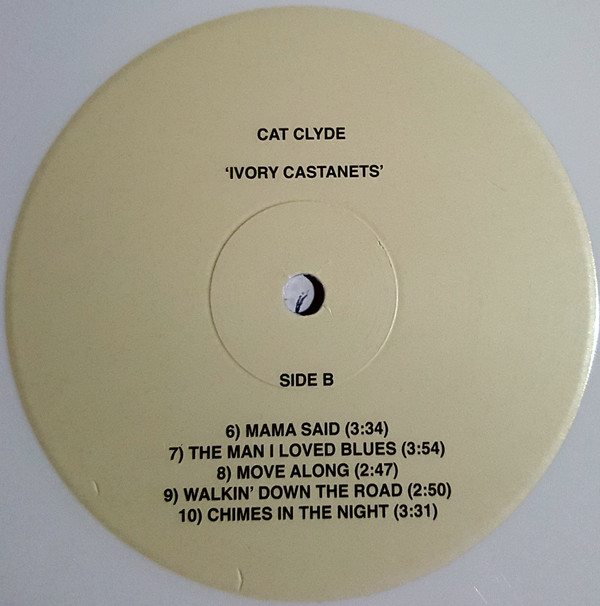 CAT CLYDE
‘IVORY CASTANETS’
SIDE B
6) MAMA SAID (3:34)
7) THE MAN I LOVED BLUES (3:54)
8) MOVE ALONG (2:47)
9) WALKIN’ DOWN THE ROAD (2:50)
10) CHIMES IN THE NIGHT (3:31)